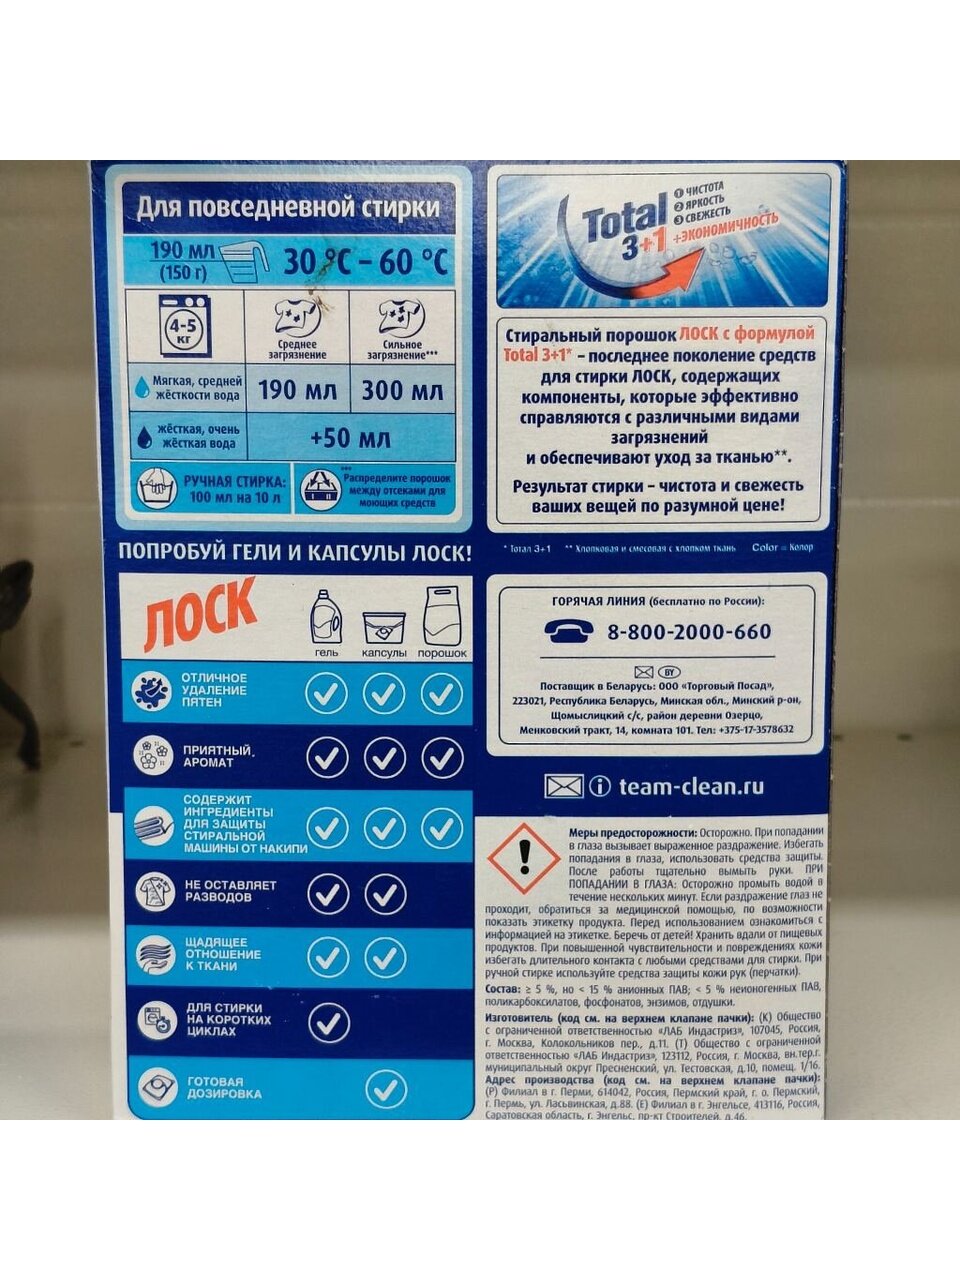 Для повседневной стирки
190 мл
(150 г)
30 °C – 60 °C
4-5
кг
Среднее
загрязнение
Сильное
загрязнение***
Мягкая, средней
жёсткости вода
190 мл
300 мл
жёсткая, очень
жёсткая вода
+50 мл
РУЧНАЯ СТИРКА:
100 мл на 10 л
***
Распределите порошок
между отсеками для
моющих средств
I II
ПОПРОБУЙ ГЕЛИ И КАПСУЛЫ ЛОСК!
ЛОСК
гель
капсулы
порошок
ОТЛИЧНОЕ
УДАЛЕНИЕ
ПЯТЕН
ПРИЯТНЫЙ
АРОМАТ
СОДЕРЖИТ
ИНГРЕДИЕНТЫ
ДЛЯ ЗАЩИТЫ
СТИРАЛЬНОЙ
МАШИНЫ ОТ НАКИПИ
НЕ ОСТАВЛЯЕТ
РАЗВОДОВ
ЩАДЯЩЕЕ
ОТНОШЕНИЕ
К ТКАНИ
ДЛЯ СТИРКИ
НА КОРОТКИХ
ЦИКЛАХ
ГОТОВАЯ
ДОЗИРОВКА
Total
3+1
1 ЧИСТОТА
2 ЯРКОСТЬ
3 СВЕЖЕСТЬ
+ЭКОНОМИЧНОСТЬ
Стиральный порошок ЛОСК с формулой
Total 3+1* – последнее поколение средств
для стирки ЛОСК, содержащих
компоненты, которые эффективно
справляются с различными видами
загрязнений
и обеспечивают уход за тканью**.
Результат стирки – чистота и свежесть
ваших вещей по разумной цене!
* Тотал 3+1 ** Хлопковая и смесовая с хлопком ткань Color = Колор
ГОРЯЧАЯ ЛИНИЯ (бесплатно по России):
8-800-2000-660
BY
Поставщик в Беларусь: ООО «Торговый Посад»,
223021, Республика Беларусь, Минская обл., Минский р-он,
Щомыслицкий с/с, район деревни Озерцо,
Менковский тракт, 14, комната 101. Тел: +375-17-3578632
i team-clean.ru
Меры предосторожности: Осторожно. При попадании
в глаза вызывает выраженное раздражение. Избегать
попадания в глаза, использовать средства защиты.
После работы тщательно вымыть руки. ПРИ
ПОПАДАНИИ В ГЛАЗА: Осторожно промыть водой в
течение нескольких минут. Если раздражение глаз не
проходит, обратиться за медицинской помощью, по возможности
показать этикетку продукта. Перед использованием ознакомиться с
информацией на этикетке. Беречь от детей! Хранить вдали от пищевых
продуктов. При повышенной чувствительности и повреждениях кожи
избегать длительного контакта с любыми средствами для стирки. При
ручной стирке используйте средства защиты кожи рук (перчатки).
Состав: ≥ 5 %, но < 15 % анионных ПАВ; < 5 % неионогенных ПАВ,
поликарбоксилатов, фосфонатов, энзимов, отдушки.
Изготовитель (код см. на верхнем клапане пачки): (К) Общество
с ограниченной ответственностью «ЛАБ Индастриз», 107045, Россия,
г. Москва, Колокольников пер., д.11. (Т) Общество с ограниченной
ответственностью «ЛАБ Индастриз», 123112, Россия, г. Москва, вн.тер.г.
муниципальный округ Пресненский, ул. Тестовская, д.10, помещ. 1/16.
Адрес производства (код см. на верхнем клапане пачки):
(Р) Филиал в г. Перми, 614042, Россия, Пермский край, г. о. Пермский,
г. Пермь, ул. Ласьвинская, д.88. (Е) Филиал в г. Энгельсе, 413116, Россия,
Саратовская область, г. Энгельс, пр-кт Строителей, д.46.